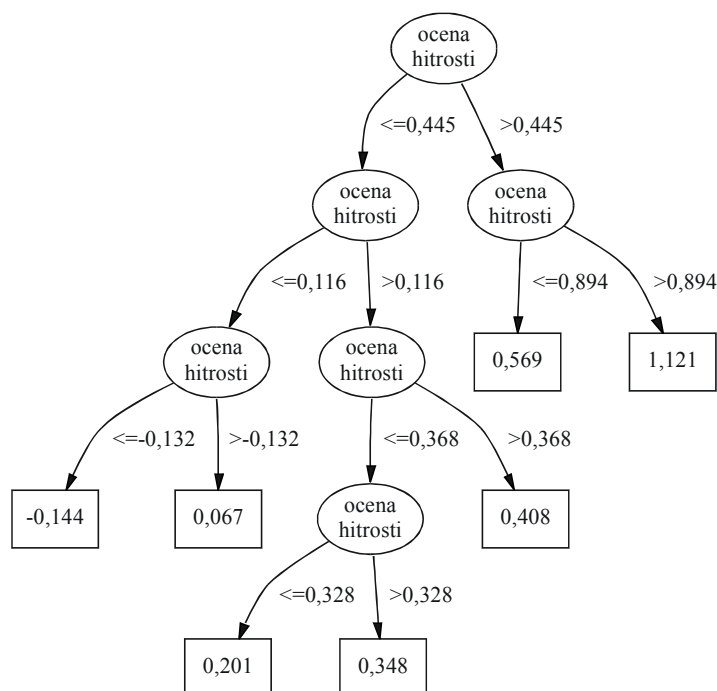 ocena
hitrosti
<=0,445
>0,445
ocena
hitrosti
ocena
hitrosti
<=0,116
>0,116
<=0,894
>0,894
ocena
hitrosti
ocena
hitrosti
0,569
1,121
<=-0,132
>-0,132
<=0,368
>0,368
-0,144
0,067
ocena
hitrosti
0,408
<=0,328
>0,328
0,201
0,348